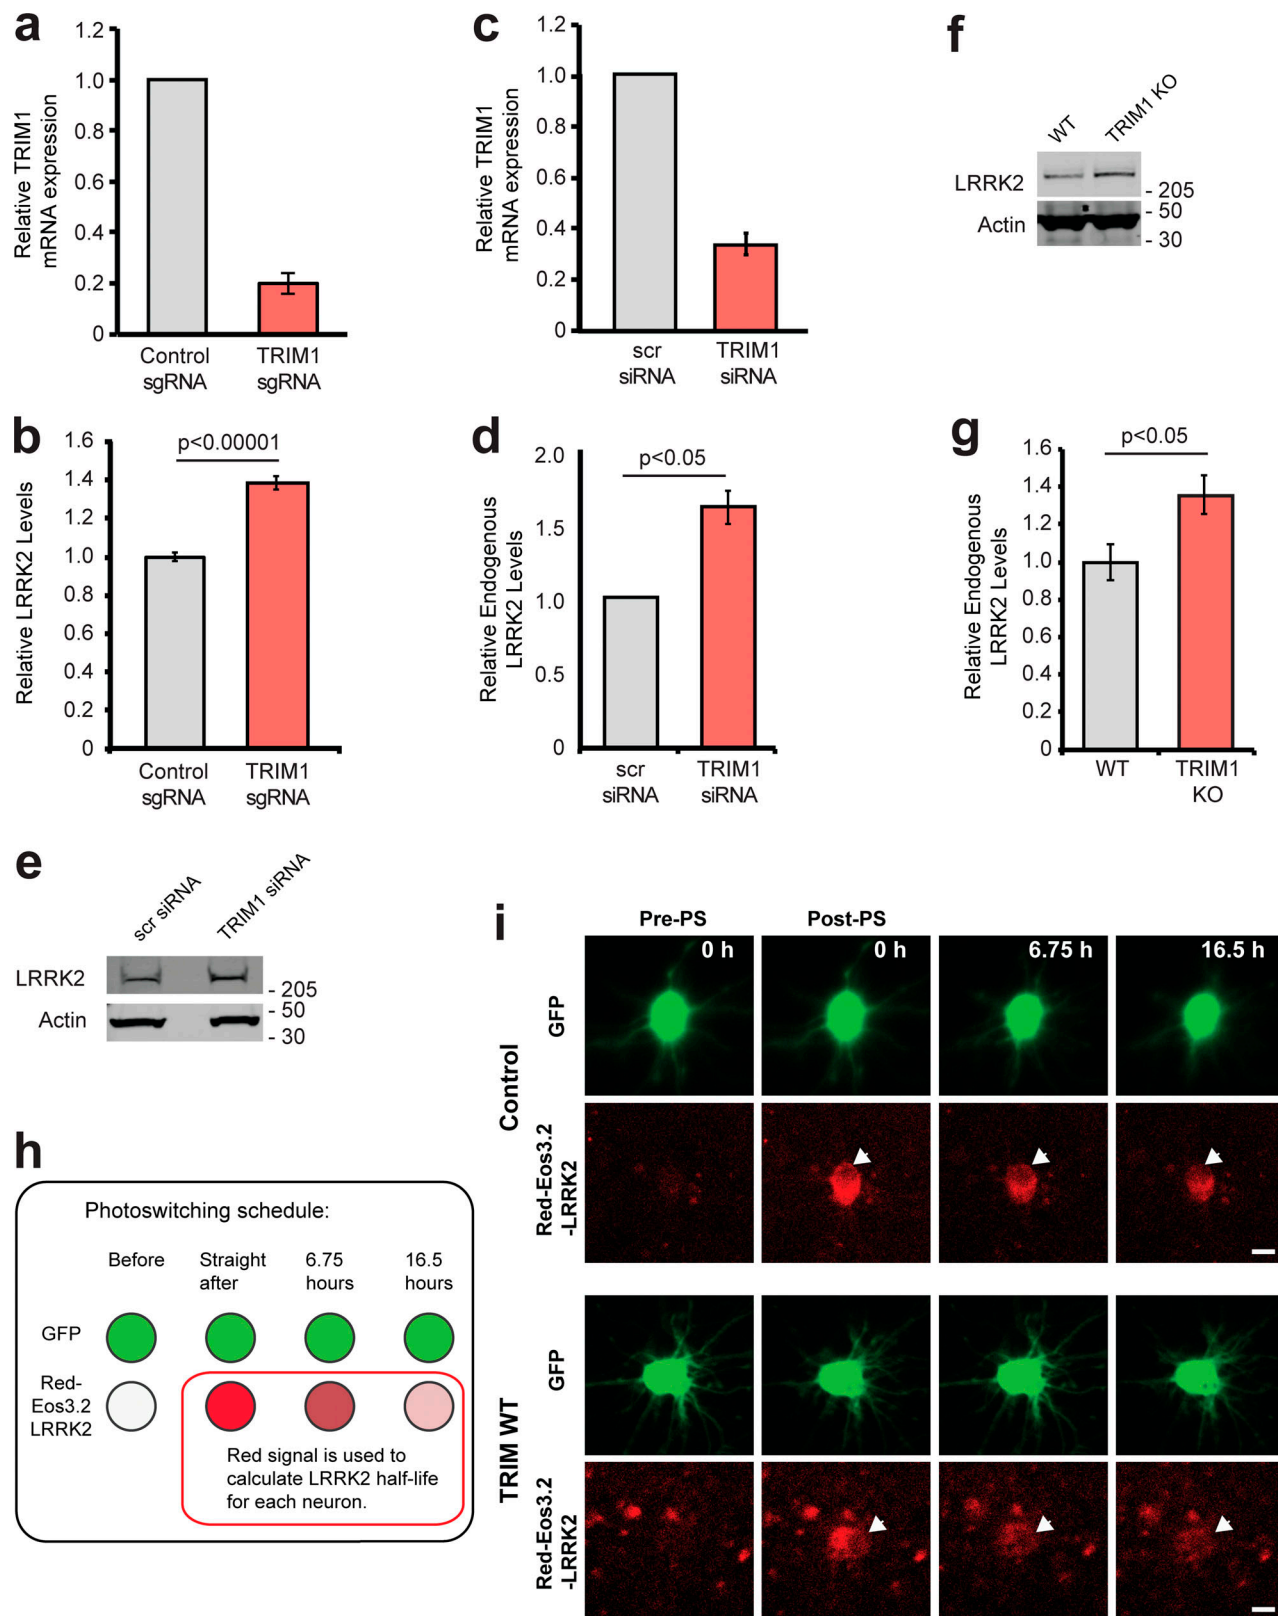 a
1.2
1.0
0.8
0.6
0.4
0.2
0
Relative TRIM1
mRNA expression
Control
sgRNA
TRIM1
sgRNA
c
1.2
1.0
0.8
0.6
0.4
0.2
0
Relative TRIM1
mRNA expression
scr
siRNA
TRIM1
siRNA
f
WT
TRIM1 KO
LRRK2
- 205
- 50
Actin
- 30
b
1.6
1.4
1.2
1.0
0.8
0.6
0.4
0.2
0
Relative LRRK2 Levels
p<0.00001
Control
sgRNA
TRIM1
sgRNA
d
2.0
1.5
1.0
0.5
0
Relative Endogenous
LRRK2 Levels
p<0.05
scr
siRNA
TRIM1
siRNA
g
1.6
1.4
1.2
1.0
0.8
0.6
0.4
0.2
0
Relative Endogenous
LRRK2 Levels
p<0.05
WT
TRIM1
KO
e
scr siRNA
TRIM1 siRNA
LRRK2
- 205
- 50
Actin
- 30
h
Photoswitching schedule:
Before
Straight
after
6.75
hours
16.5
hours
GFP
Red-
Eos3.2
LRRK2
Red signal is used to
calculate LRRK2 half-life
for each neuron.
i
Pre-PS
Post-PS
0 h
0 h
6.75 h
16.5 h
Control
GFP
Red-Eos3.2
-LRRK2
TRIM WT
GFP
Red-Eos3.2
-LRRK2